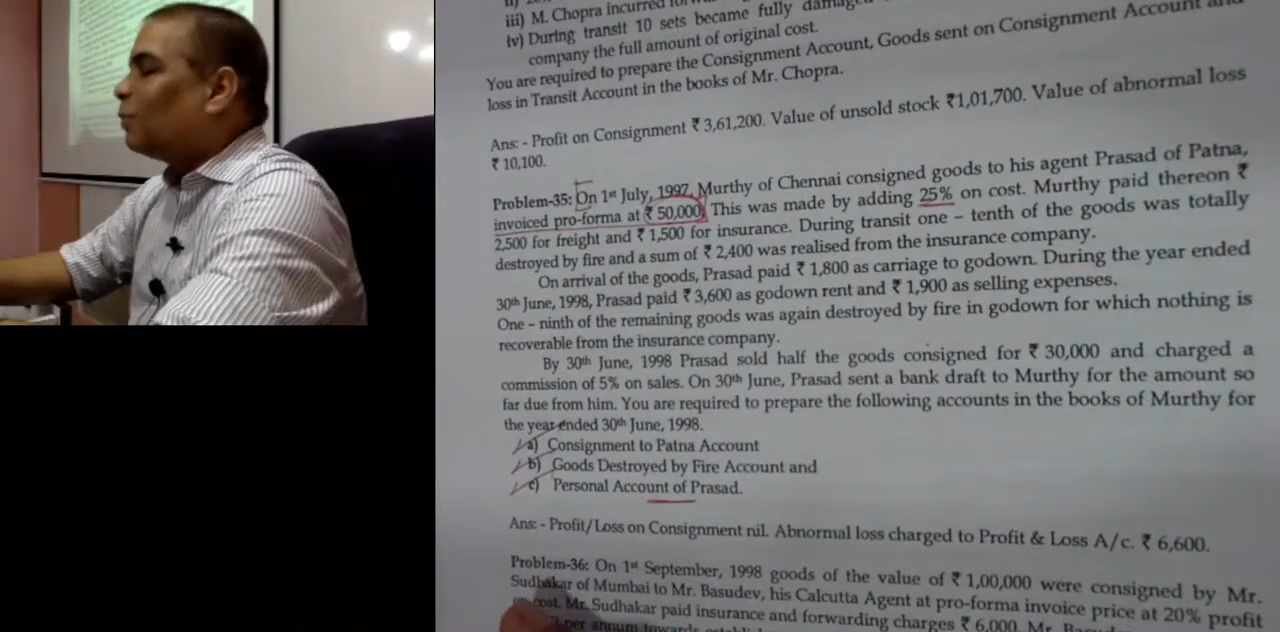 iii) M. Chopra incurred
iv) During transit 10 sets became fully damaged
company the full amount of original cost.
You are required to prepare the Consignment Account, Goods sent on Consignment Account and
loss in Transit Account in the books of Mr. Chopra.
Ans: - Profit on Consignment ₹ 3,61,200. Value of unsold stock ₹1,01,700. Value of abnormal loss
₹ 10,100.
Problem-35: On 1st July, 1997, Murthy of Chennai consigned goods to his agent Prasad of Patna,
invoiced pro-forma at ₹ 50,000. This was made by adding 25% on cost. Murthy paid thereon ₹
2,500 for freight and ₹ 1,500 for insurance. During transit one – tenth of the goods was totally
destroyed by fire and a sum of ₹ 2,400 was realised from the insurance company.
On arrival of the goods, Prasad paid ₹ 1,800 as carriage to godown. During the year ended
30th June, 1998, Prasad paid ₹ 3,600 as godown rent and ₹ 1,900 as selling expenses.
One – ninth of the remaining goods was again destroyed by fire in godown for which nothing is
recoverable from the insurance company.
By 30th June, 1998 Prasad sold half the goods consigned for ₹ 30,000 and charged a
commission of 5% on sales. On 30th June, Prasad sent a bank draft to Murthy for the amount so
far due from him. You are required to prepare the following accounts in the books of Murthy for
the year ended 30th June, 1998.
a) Consignment to Patna Account
b) Goods Destroyed by Fire Account and
c) Personal Account of Prasad.
Ans: - Profit/Loss on Consignment nil. Abnormal loss charged to Profit & Loss A/c. ₹ 6,600.
Problem-36: On 1st September, 1998 goods of the value of ₹ 1,00,000 were consigned by Mr.
Sudhakar of Mumbai to Mr. Basudev, his Calcutta Agent at pro-forma invoice price at 20% profit
cost. Mr. Sudhakar paid insurance and forwarding charges ₹ 6,000. Mr.
per annum towards